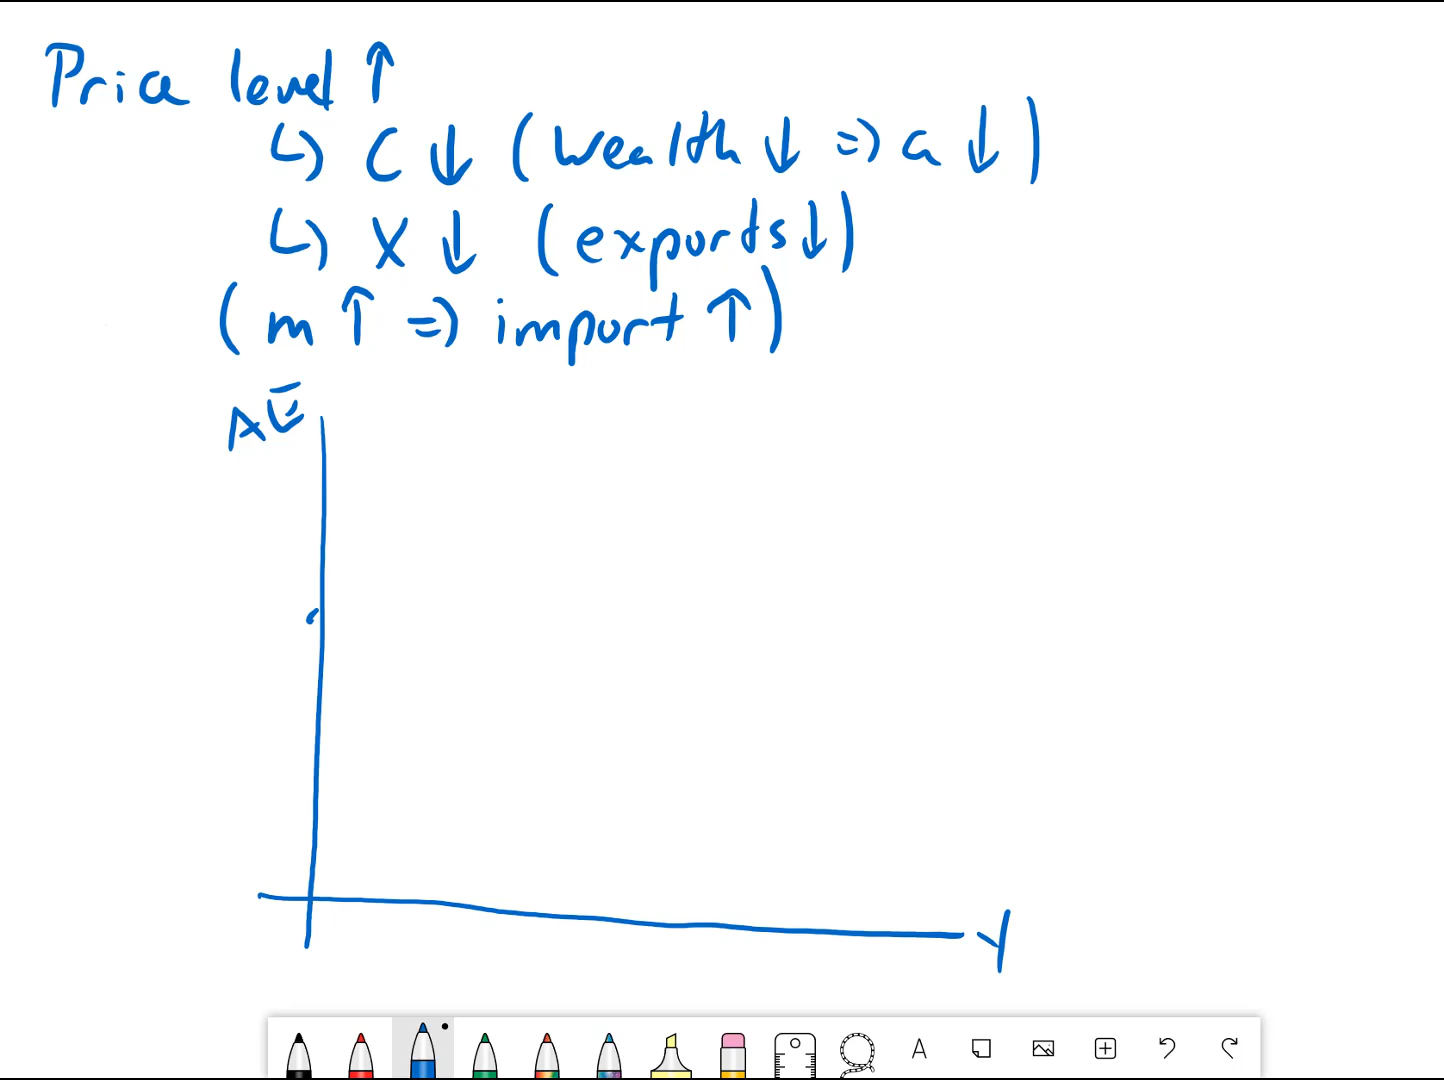 Price level ↑
↳ C ↓ (wealth ↓ => a ↓)
↳ X ↓ (exports ↓)
(m ↑ => import ↑)
AE
Y
A